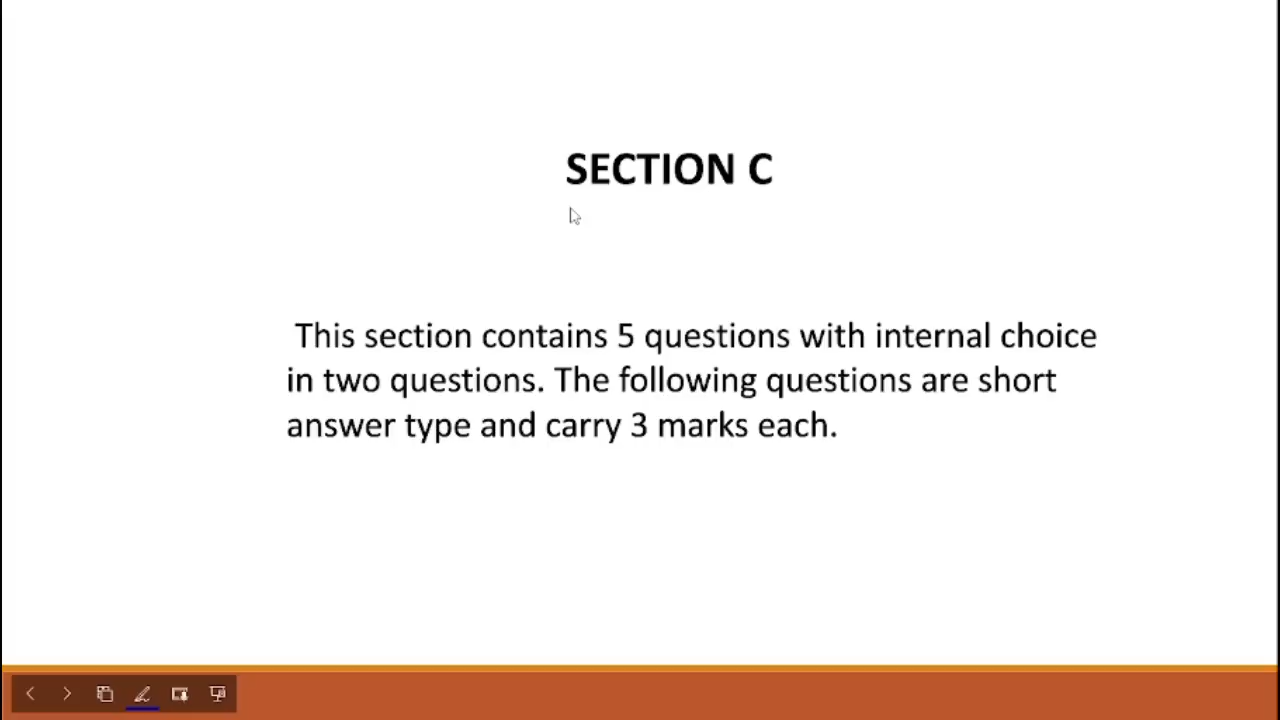 SECTION C
This section contains 5 questions with internal choice
in two questions. The following questions are short
answer type and carry 3 marks each.